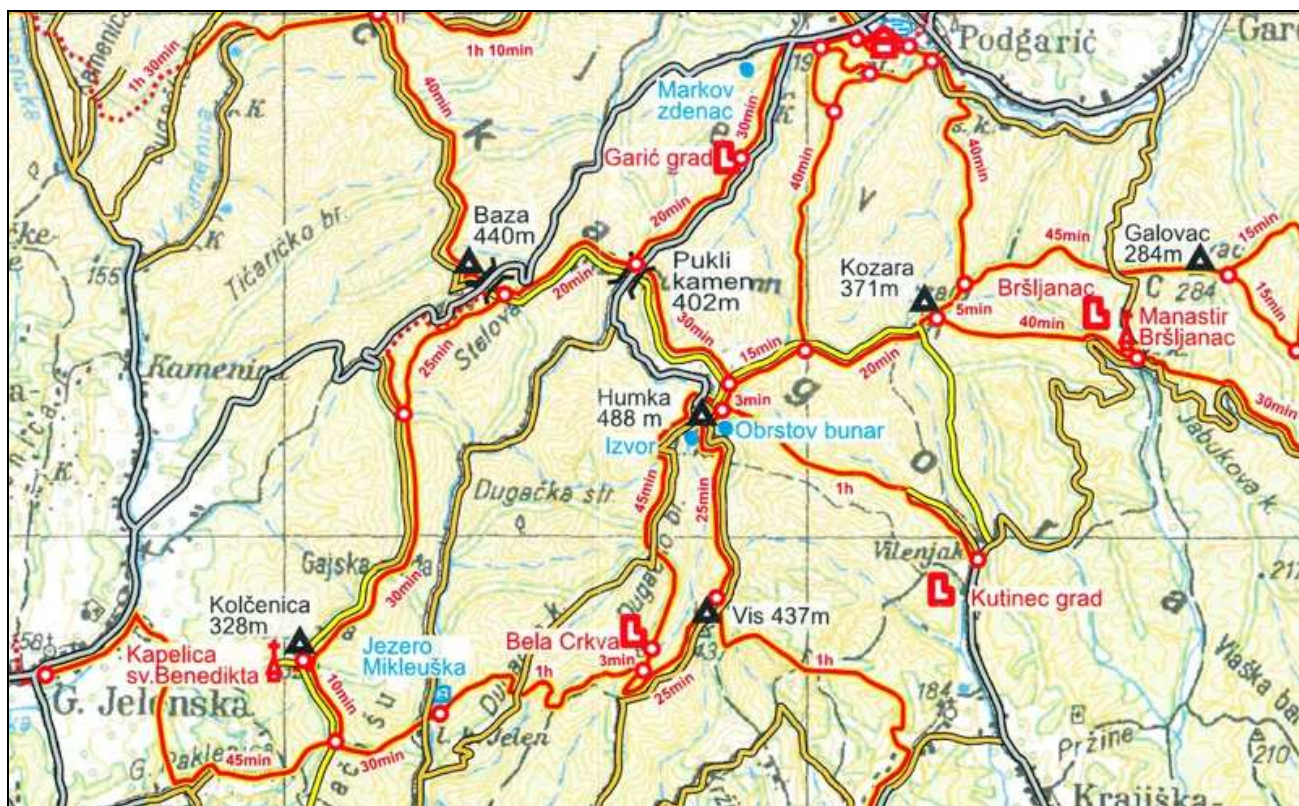 1h 30min
1h 10min
40min
Podgarić
19
Markov
zdenac
30min
s. k.
Garić grad
40min
40min
20min
Baza
440m
Tičaričko br.
155
Pukli
kamen
402m
20min
Kozara
371m
45min
Galovac
284m
15min
284
Bršljanac
Manastir
Bršljanac
15min
5min
40min
25min
30min
15min
20min
30min
Kamenica
Humka
488 m
3min
Izvor
Obrstov bunar
Jabukova k.
Dugačka str.
45min
25min
1h
Gajska
Vilenjak
Kutinec grad
Kolčenica
328m
30min
Kapelica
sv.Benedikta
Jezero
Mikleuška
Bela Crkva
Vis 437m
3min
1h
25min
1h
10min
G. Jelenska
184
Pržine
210
45min
30min
Krajiška